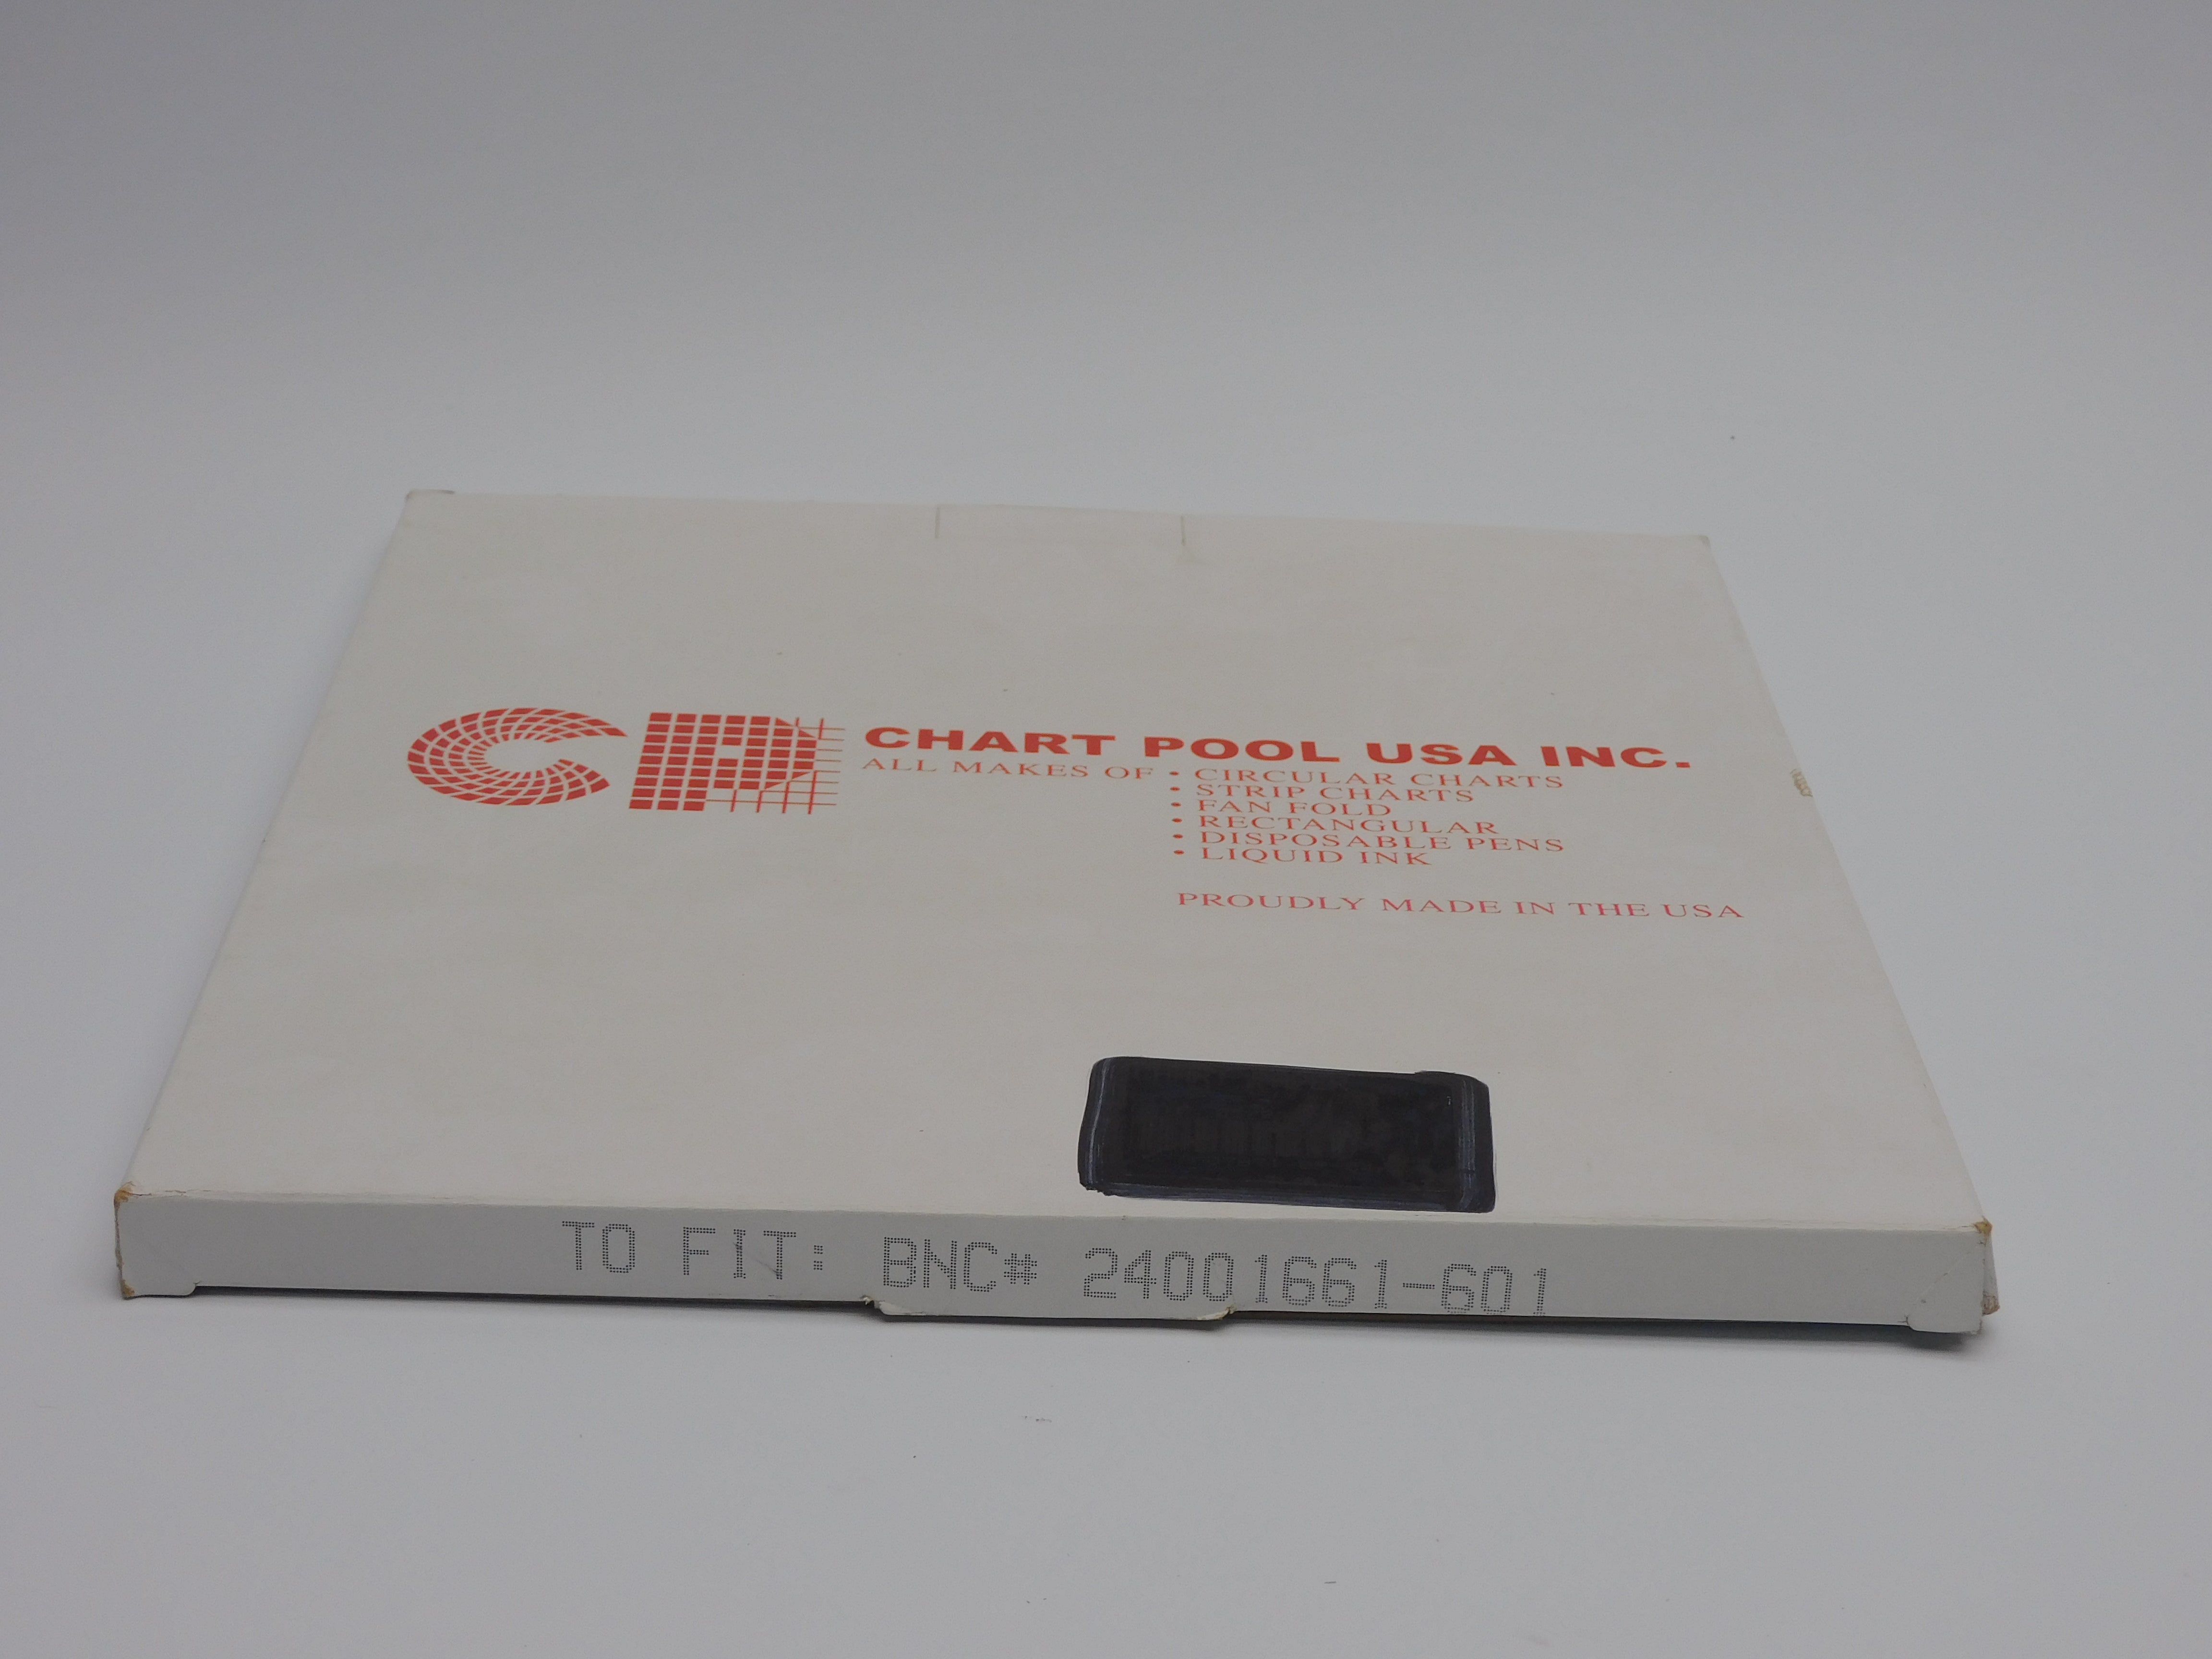 CP
CHART POOL USA INC.
ALL MAKES OF • CIRCULAR CHARTS
• STRIP CHARTS
• FAN FOLD
• RECTANGULAR
• DISPOSABLE PENS
• LIQUID INK
PROUDLY MADE IN THE USA
TO FIT: BNC# 24001661-601